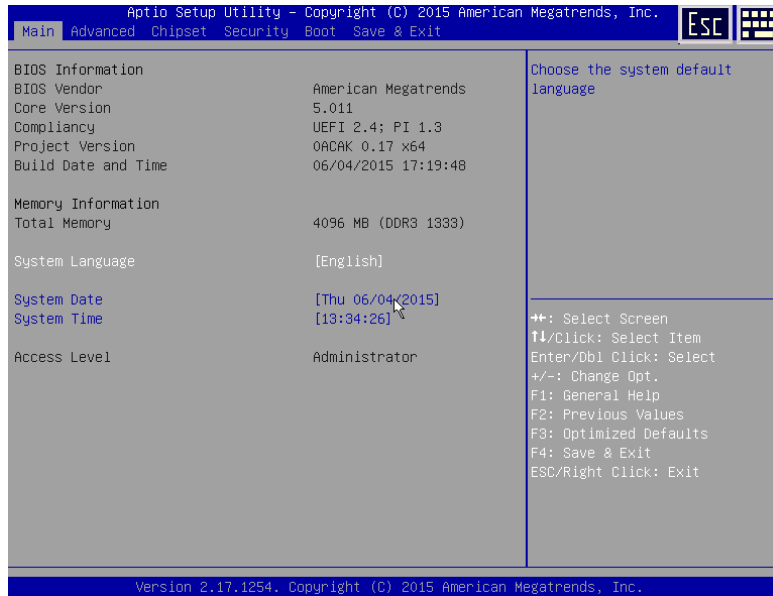 Aptio Setup Utility – Copyright (C) 2015 American Megatrends, Inc.
Main Advanced Chipset Security Boot Save & Exit
Esc
BIOS Information
BIOS Vendor American Megatrends
Core Version 5.011
Compliancy UEFI 2.4; PI 1.3
Project Version 0ACAK 0.17 x64
Build Date and Time 06/04/2015 17:19:48
Memory Information
Total Memory 4096 MB (DDR3 1333)
System Language [English]
System Date [Thu 06/04/2015]
System Time [13:34:26]
Access Level Administrator
Choose the system default
language
→←: Select Screen
↑↓/Click: Select Item
Enter/Dbl Click: Select
+/-: Change Opt.
F1: General Help
F2: Previous Values
F3: Optimized Defaults
F4: Save & Exit
ESC/Right Click: Exit
Version 2.17.1254. Copyright (C) 2015 American Megatrends, Inc.